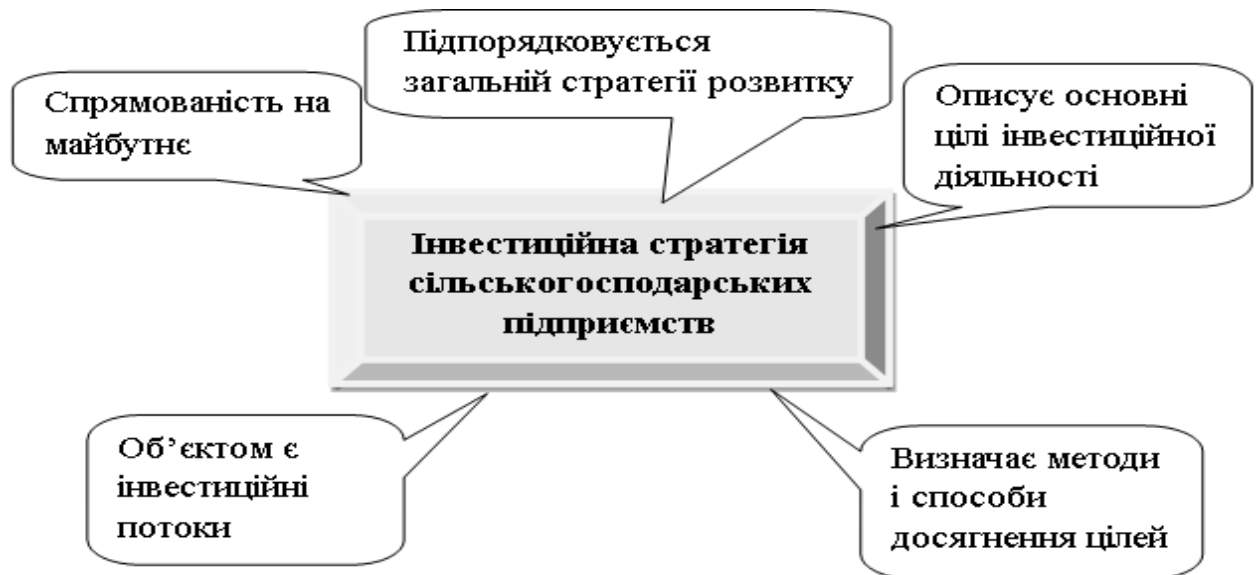 Підпорядковується
загальній стратегії розвитку
Спрямованість на
майбутнє
Описує основні
цілі інвестиційної
діяльності
Інвестиційна стратегія
сільськогосподарських
підприємств
Об’єктом є
інвестиційні
потоки
Визначає методи
і способи
досягнення цілей